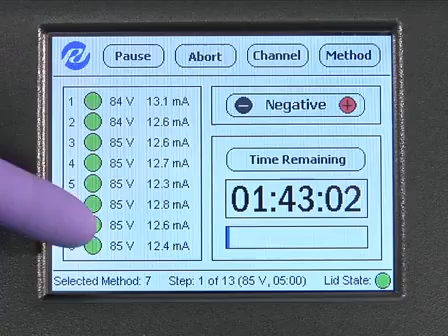 Pause Abort Channel Method
1 84 V 13.1 mA
2 84 V 12.6 mA
3 85 V 12.6 mA
4 85 V 12.7 mA
5 85 V 12.3 mA
85 V 12.8 mA
85 V 12.6 mA
85 V 12.4 mA
Negative
Time Remaining
01:43:02
Selected Method: 7 Step: 1 of 13 (85 V, 05:00) Lid State: